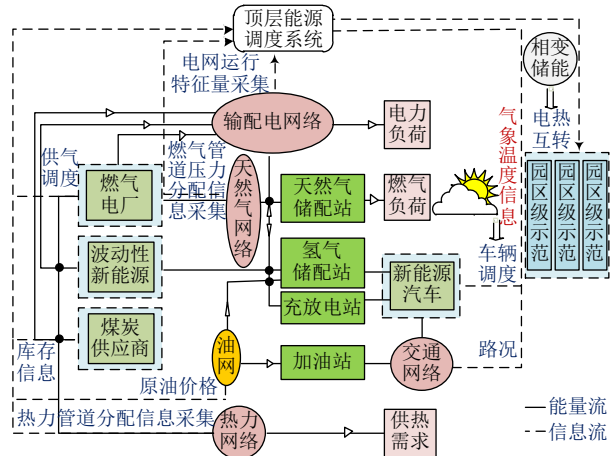 顶层能源
调度系统
相变
储能
电网运行
特征量采集
输配电网络
电力
负荷
气象温度信息
电热
互转
供气
调度
燃气管
道压力
分配信
息采集
天然气网络
燃气
电厂
天然气
储配站
燃气
负荷
园区级示范
园区级示范
园区级示范
波动性
新能源
氢气
储配站
新能源
汽车
车辆
调度
充放电站
煤炭
供应商
库存
信息
油网
加油站
交通
网络
路况
原油价格
热力管道分配信息采集
热力
网络
供热
需求
能量流
信息流